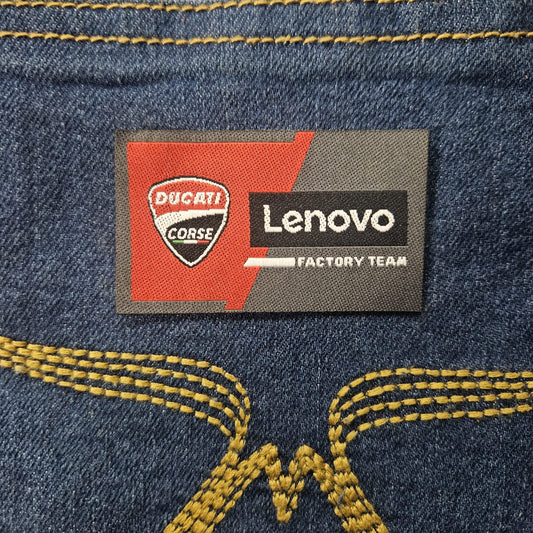 DUCATI
CORSE
Lenovo
FACTORY TEAM